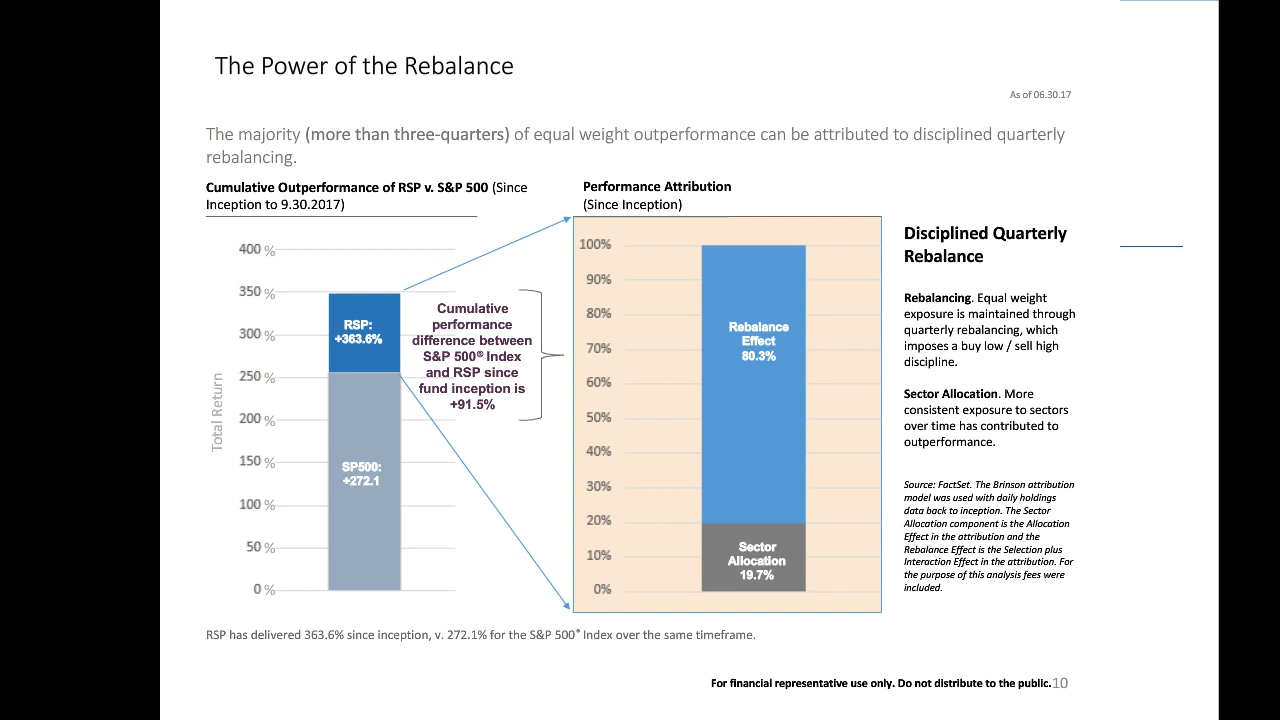 The Power of the Rebalance
As of 06.30.17
The majority (more than three-quarters) of equal weight outperformance can be attributed to disciplined quarterly
rebalancing.
Cumulative Outperformance of RSP v. S&P 500 (Since
Inception to 9.30.2017)
400 %
350 %
300 %
250 %
200 %
150 %
100 %
50 %
0 %
Total Return
RSP:
+363.6%
SP500:
+272.1
Cumulative
performance
difference between
S&P 500® Index
and RSP since
fund inception is
+91.5%
Performance Attribution
(Since Inception)
100%
90%
80%
70%
60%
50%
40%
30%
20%
10%
0%
Rebalance
Effect
80.3%
Sector
Allocation
19.7%
Disciplined Quarterly
Rebalance
Rebalancing. Equal weight
exposure is maintained through
quarterly rebalancing, which
imposes a buy low / sell high
discipline.
Sector Allocation. More
consistent exposure to sectors
over time has contributed to
outperformance.
Source: FactSet. The Brinson attribution
model was used with daily holdings
data back to inception. The Sector
Allocation component is the Allocation
Effect in the attribution and the
Rebalance Effect is the Selection plus
Interaction Effect in the attribution. For
the purpose of this analysis fees were
included.
RSP has delivered 363.6% since inception, v. 272.1% for the S&P 500® Index over the same timeframe.
For financial representative use only. Do not distribute to the public. 10